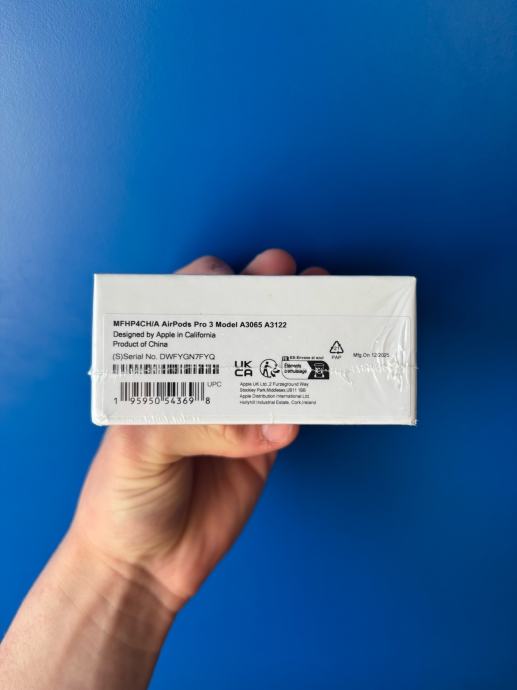 MFHP4CH/A AirPods Pro 3 Model A3065 A3122
Designed by Apple in California
Product of China
(S)Serial No. DWFYGN7FYQ
UPC
1 95950 54369 8
UK
CA
Éléments
d'emballage
Apple UK Ltd.,2 Furzeground Way
Stockley Park,Middlesex,UB11 1BB
Apple Distribution International Ltd.
Hollyhill Industrial Estate, Cork,Ireland
PAP
Mfg.On 12/2025